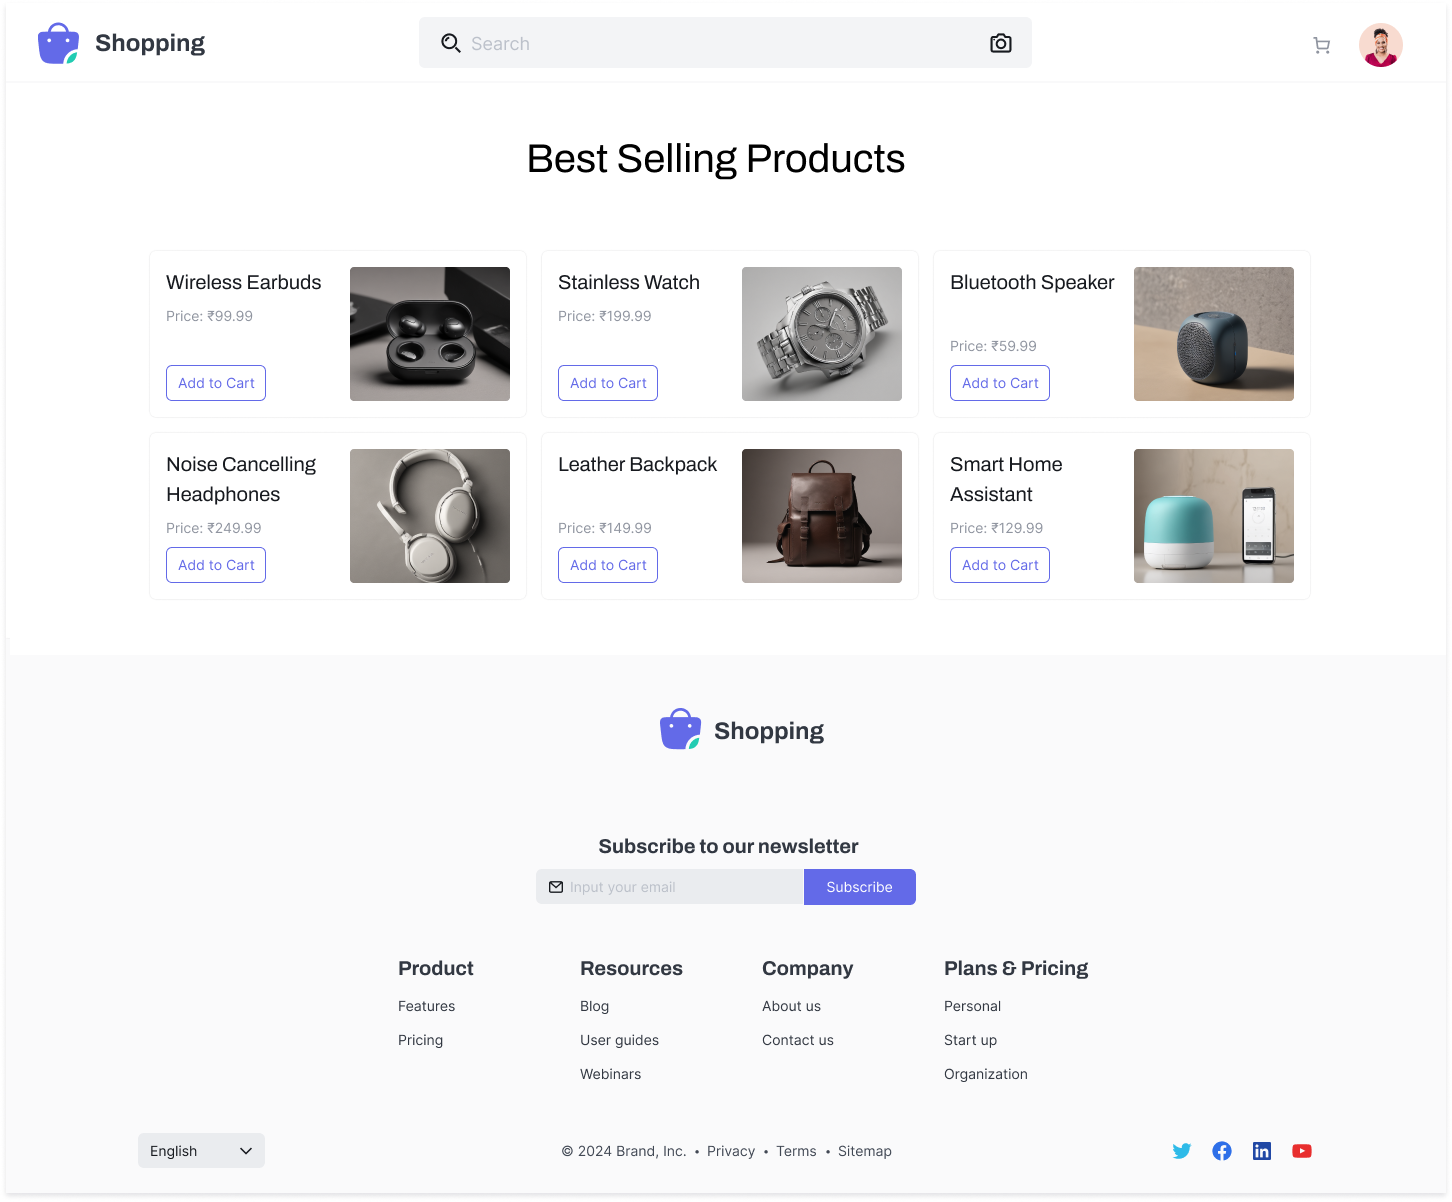 Shopping
Search
Best Selling Products
Wireless Earbuds
Price: ₹99.99
Add to Cart
Stainless Watch
Price: ₹199.99
Add to Cart
Bluetooth Speaker
Price: ₹59.99
Add to Cart
Noise Cancelling
Headphones
Price: ₹249.99
Add to Cart
Leather Backpack
Price: ₹149.99
Add to Cart
Smart Home
Assistant
Price: ₹129.99
Add to Cart
Shopping
Subscribe to our newsletter
Input your email
Subscribe
Product
Features
Pricing
Resources
Blog
User guides
Webinars
Company
About us
Contact us
Plans & Pricing
Personal
Start up
Organization
English
© 2024 Brand, Inc. • Privacy • Terms • Sitemap